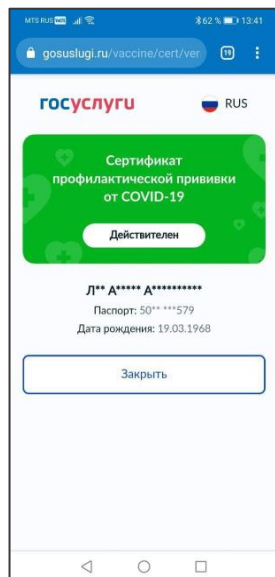 MTS RUS 62 % 13:41
gosuslugi.ru/vaccine/cert/ver 19
госуслуги RUS
Сертификат
профилактической прививки
от COVID-19
Действителен
Л** А***** А**********
Паспорт: 50** ***579
Дата рождения: 19.03.1968
Закрыть